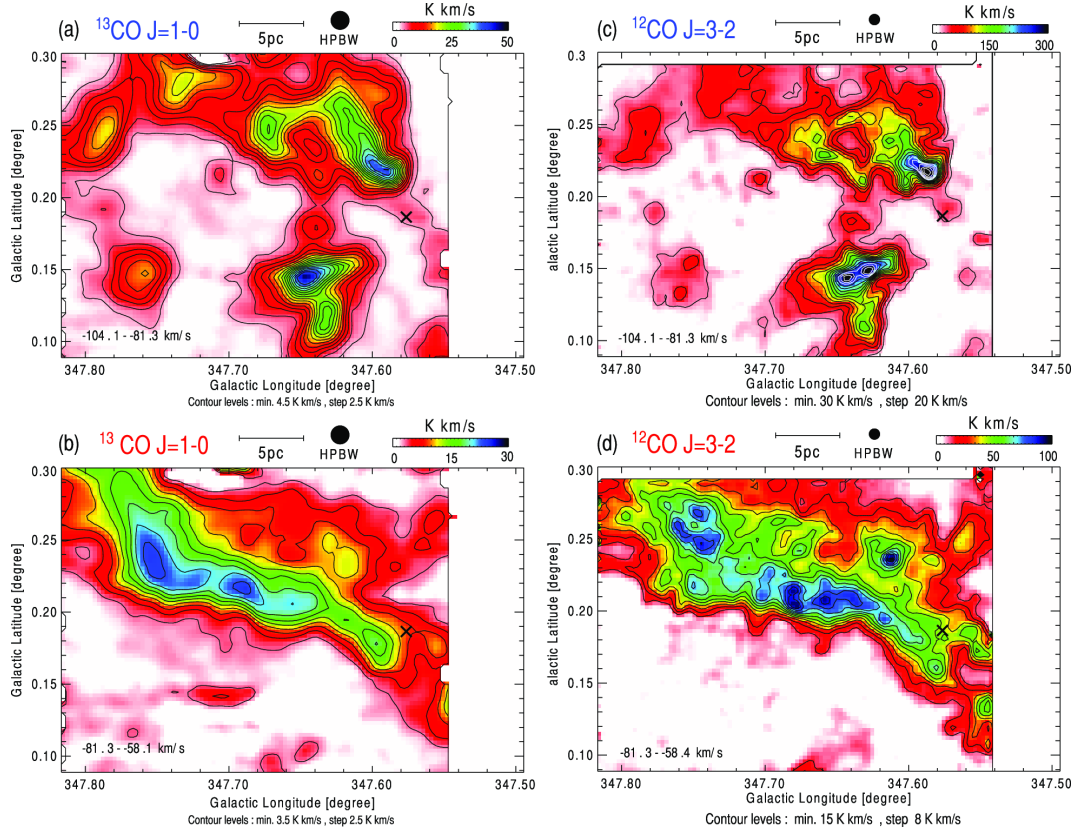 (a) ¹³CO J=1-0 5pc HPBW K km/s
0 25 50
0.30
0.25
0.20
0.15
0.10
Galactic Latitude [degree]
-104.1--81.3 km/s
347.80 347.70 347.60 347.50
Galactic Longitude [degree]
Contour levels : min. 4.5 K km/s , step 2.5 K km/s
(c) ¹²CO J=3-2 5pc HPBW K km/s
0 150 300
0.30
0.25
0.20
0.15
0.10
alactic Latitude [degree]
-104.1--81.3 km/s
347.80 347.70 347.60 347.50
Galactic Longitude [degree]
Contour levels : min. 30 K km/s , step 20 K km/s
(b) ¹³ CO J=1-0 5pc HPBW K km/s
0 15 30
0.30
0.25
0.20
0.15
0.10
Galactic Latitude [degree]
-81.3--58.1 km/s
347.80 347.70 347.60 347.50
Galactic Longitude [degree]
Contour levels : min. 3.5 K km/s , step 2.5 K km/s
(d) ¹²CO J=3-2 5pc HPBW K km/s
0 20 40 60 80 100
0.30
0.25
0.20
0.15
0.10
alactic Latitude [degree]
-81.3--58.4 km/s
347.80 347.70 347.60 347.50
Galactic Longitude [degree]
Contour levels : min. 15 K km/s , step 8 K km/s